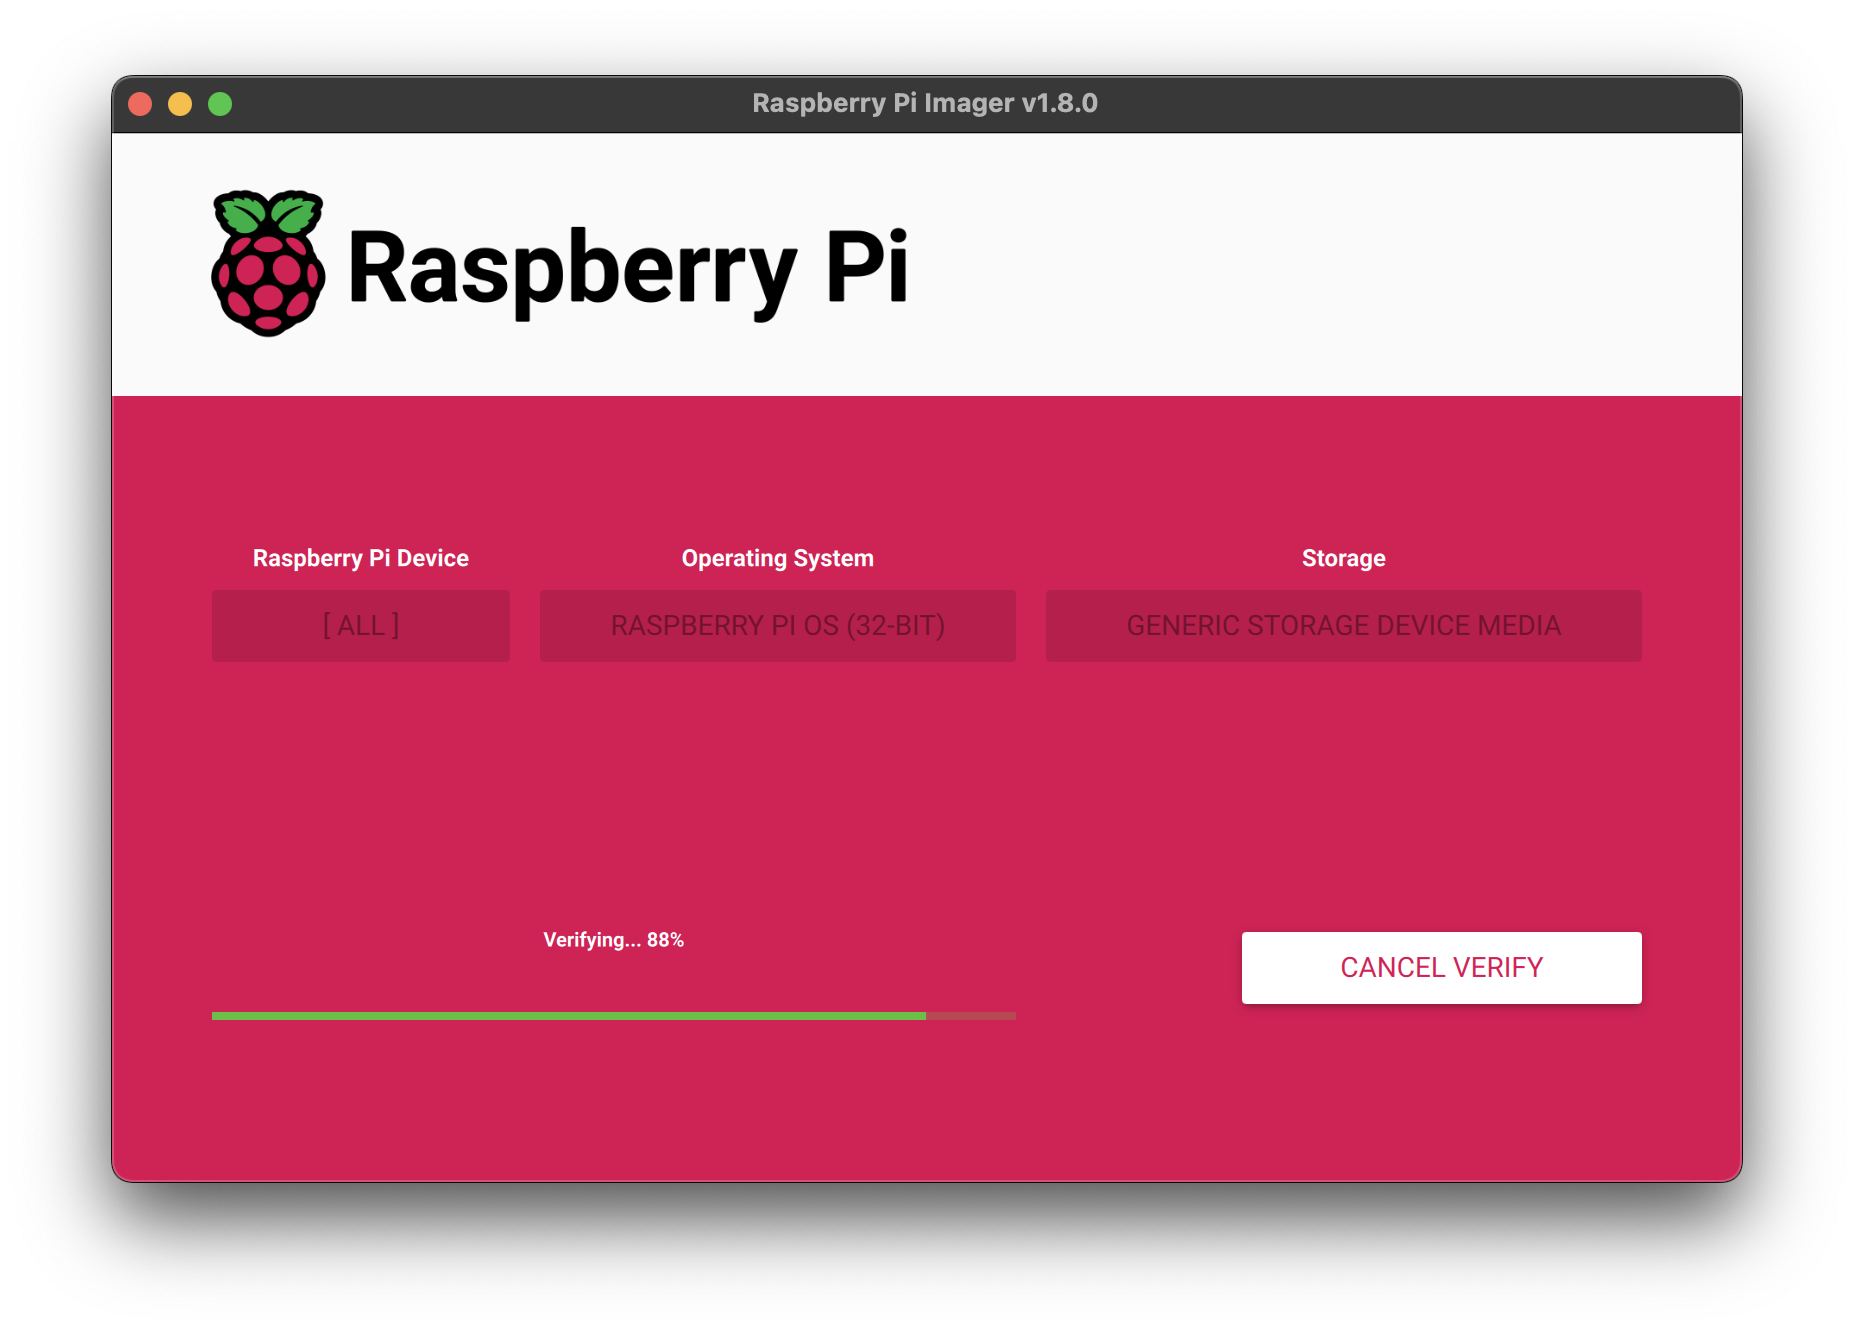 Raspberry Pi Imager v1.8.0
Raspberry Pi
Raspberry Pi Device
Operating System
Storage
[ ALL ]
RASPBERRY PI OS (32-BIT)
GENERIC STORAGE DEVICE MEDIA
Verifying... 88%
CANCEL VERIFY